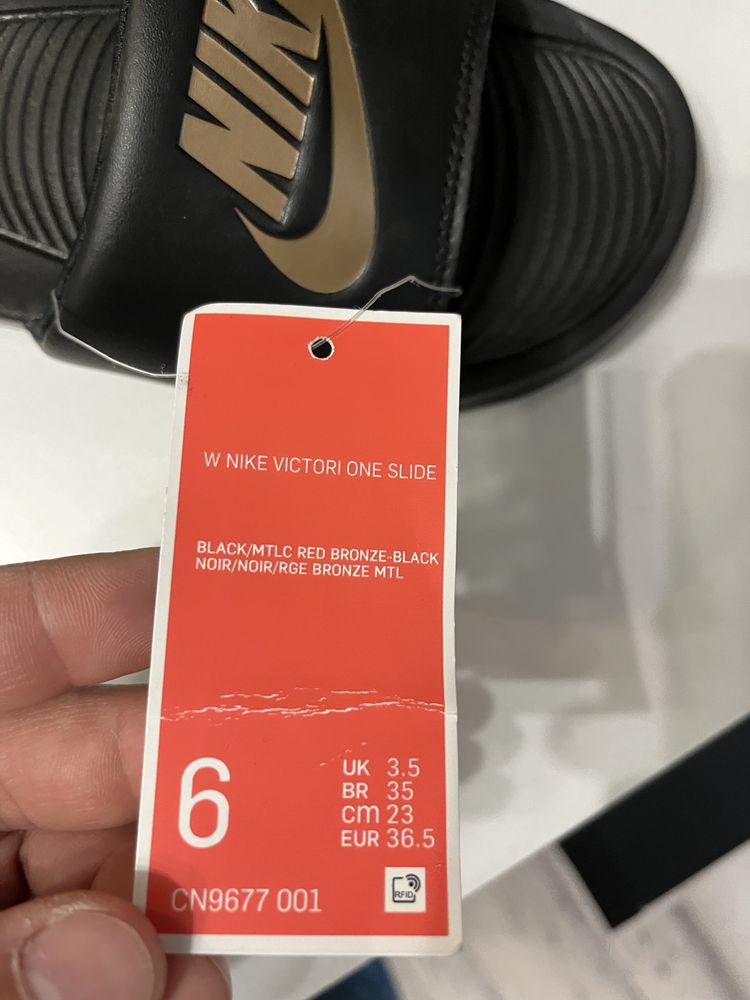 NIKE
W NIKE VICTORI ONE SLIDE
BLACK/MTLC RED BRONZE-BLACK
NOIR/NOIR/RGE BRONZE MTL
6
UK 3.5
BR 35
cm 23
EUR 36.5
CN9677 001
RFID